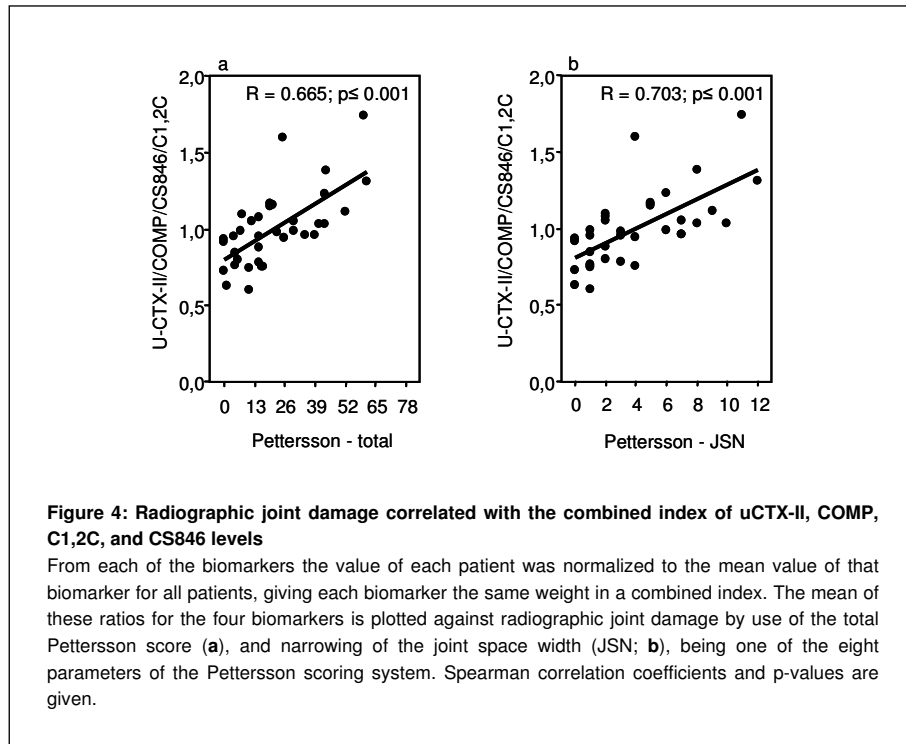 a
R = 0.665; p≤ 0.001
U-CTX-II/COMP/CS846/C1,2C
2,0
1,5
1,0
0,5
0,0
0 13 26 39 52 65 78
Pettersson - total
b
R = 0.703; p≤ 0.001
U-CTX-II/COMP/CS846/C1,2C
2,0
1,5
1,0
0,5
0,0
0 2 4 6 8 10 12
Pettersson - JSN
Figure 4: Radiographic joint damage correlated with the combined index of uCTX-II, COMP,
C1,2C, and CS846 levels
From each of the biomarkers the value of each patient was normalized to the mean value of that
biomarker for all patients, giving each biomarker the same weight in a combined index. The mean of
these ratios for the four biomarkers is plotted against radiographic joint damage by use of the total
Pettersson score (a), and narrowing of the joint space width (JSN; b), being one of the eight
parameters of the Pettersson scoring system. Spearman correlation coefficients and p-values are
given.